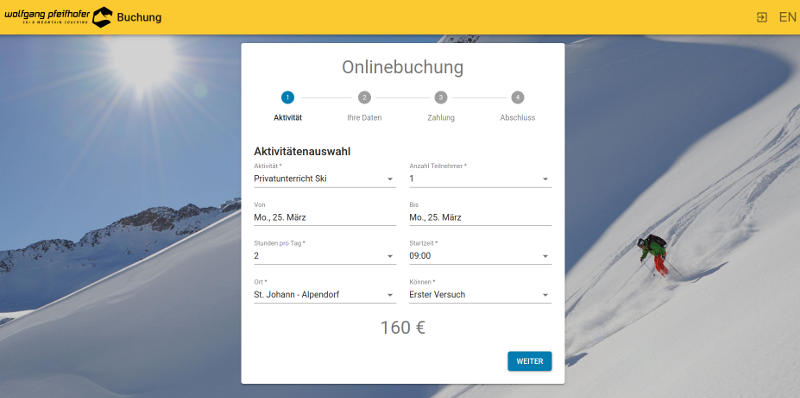 wolfgang pfeifhofer
SKI & MOUNTAIN COACHING
Buchung
EN
Onlinebuchung
1 2 3 4
Aktivität Ihre Daten Zahlung Abschluss
Aktivitätenauswahl
Aktivität * Anzahl Teilnehmer *
Privatunterricht Ski 1
Von Bis
Mo., 25. März Mo., 25. März
Stunden pro Tag * Startzeit *
2 09:00
Ort * Können *
St. Johann - Alpendorf Erster Versuch
160 €
WEITER